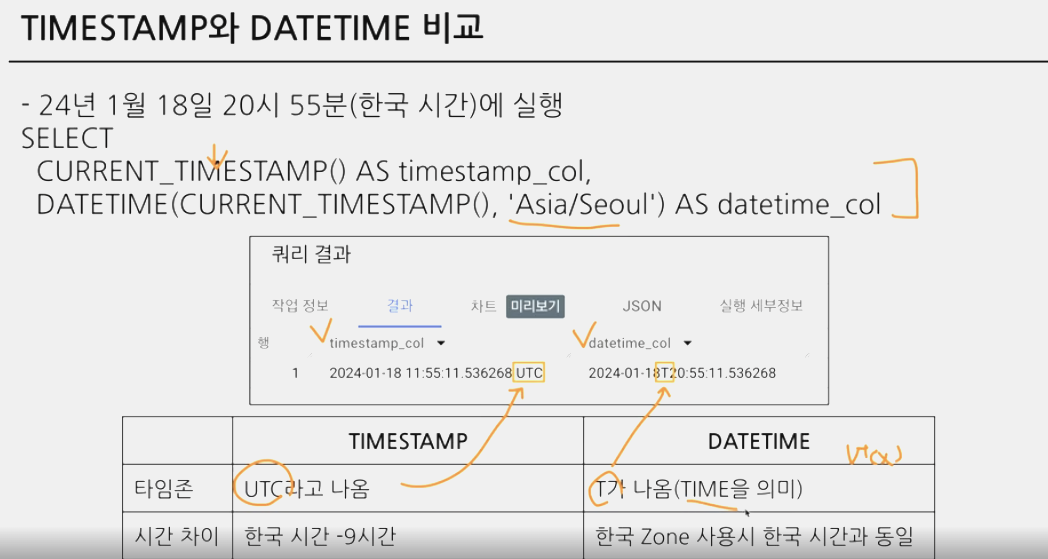 TIMESTAMP와 DATETIME 비교
- 24년 1월 18일 20시 55분(한국 시간)에 실행
SELECT
CURRENT_TIMESTAMP() AS timestamp_col,
DATETIME(CURRENT_TIMESTAMP(), 'Asia/Seoul') AS datetime_col
쿼리 결과
작업 정보 결과 차트 미리보기 JSON 실행 세부정보
행 timestamp_col datetime_col
1 2024-01-18 11:55:11.536268 UTC 2024-01-18T20:55:11.536268
TIMESTAMP DATETIME
타임존 UTC라고 나옴 T가 나옴(TIME을 의미)
시간 차이 한국 시간 -9시간 한국 Zone 사용시 한국 시간과 동일